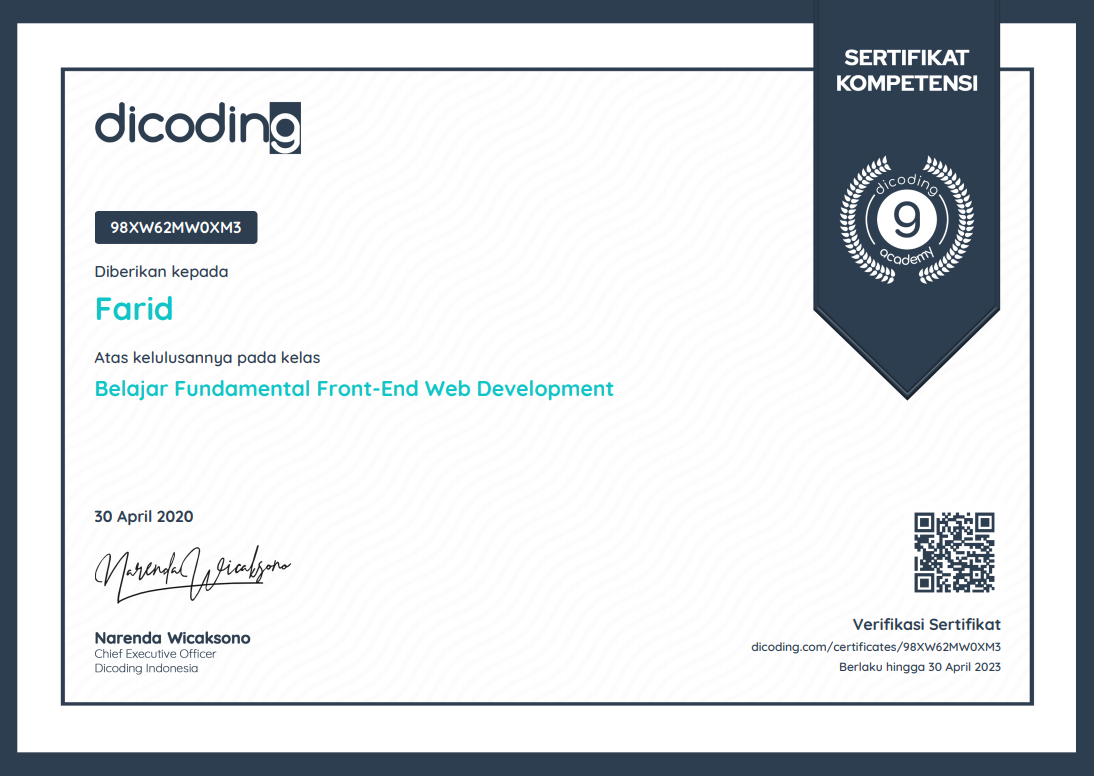 SERTIFIKAT
KOMPETENSI
dicoding
dicoding
9
academy
98XW62MW0XM3
Diberikan kepada
Farid
Atas kelulusannya pada kelas
Belajar Fundamental Front-End Web Development
30 April 2020
Narenda Wicaksono
Narenda Wicaksono
Chief Executive Officer
Dicoding Indonesia
Verifikasi Sertifikat
dicoding.com/certificates/98XW62MW0XM3
Berlaku hingga 30 April 2023